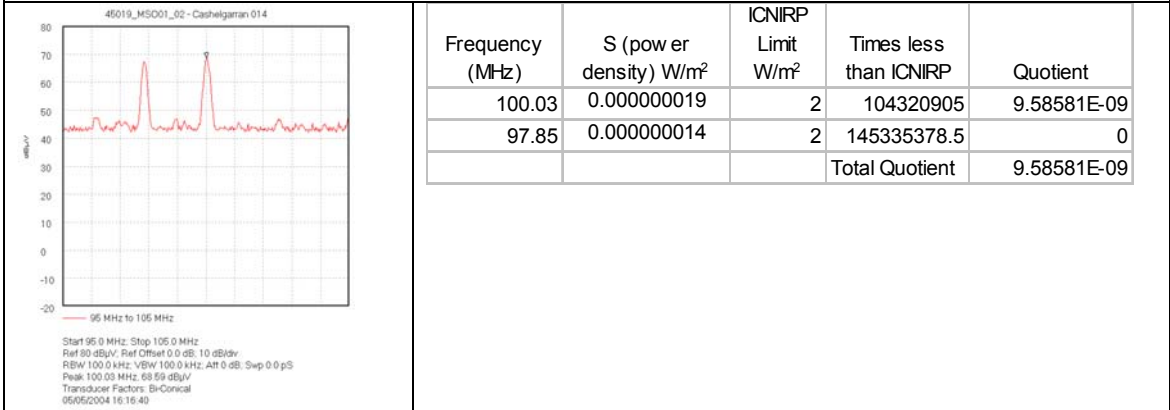 45019_MSO01_02 - Cashelgarran 014
80
70
60
50
40
30
20
10
0
-10
-20
dBµV
95 MHz to 105 MHz
Start 95.0 MHz; Stop 105.0 MHz
Ref 80 dBµV; Ref Offset 0.0 dB; 10 dB/div
RBW 100.0 kHz; VBW 100.0 kHz; Att 0 dB; Swp 0.0 pS
Peak 100.03 MHz, 68.59 dBµV
Transducer Factors: Bi-Conical
05/05/2004 16:16:40
Frequency (MHz) S (pow er density) W/m² ICNIRP Limit W/m² Times less than ICNIRP Quotient
100.03 0.000000019 2 104320905 9.58581E-09
97.85 0.000000014 2 145335378.5 0
Total Quotient 9.58581E-09